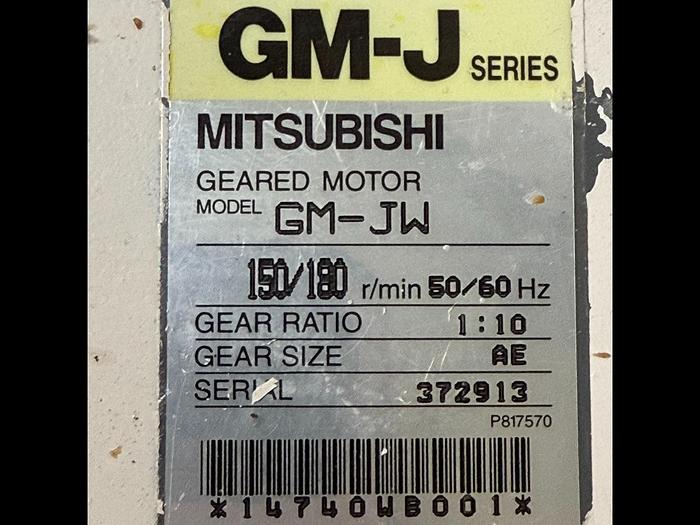 GM-J SERIES
MITSUBISHI
GEARED MOTOR
MODEL GM-JW
150/180 r/min 50/60 Hz
GEAR RATIO 1:10
GEAR SIZE AE
SERIAL 372913
P817570
*14740WB001*